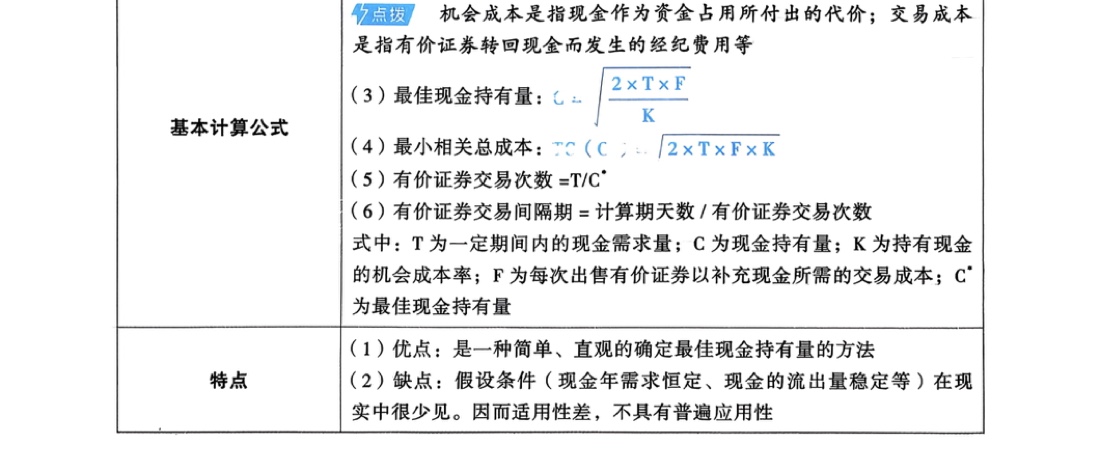 点拨 机会成本是指现金作为资金占用所付出的代价；交易成本
是指有价证券转回现金而发生的经纪费用等
（3）最佳现金持有量：√(2×T×F/K)
基本计算公式
（4）最小相关总成本：√(2×T×F×K)
（5）有价证券交易次数 =T/C*
（6）有价证券交易间隔期 = 计算期天数 / 有价证券交易次数
式中：T 为一定期间内的现金需求量；C 为现金持有量；K 为持有现金
的机会成本率；F 为每次出售有价证券以补充现金所需的交易成本；C*
为最佳现金持有量
（1）优点：是一种简单、直观的确定最佳现金持有量的方法
特点
（2）缺点：假设条件（现金年需求恒定、现金的流出量稳定等）在现
实中很少见。因而适用性差，不具有普遍应用性